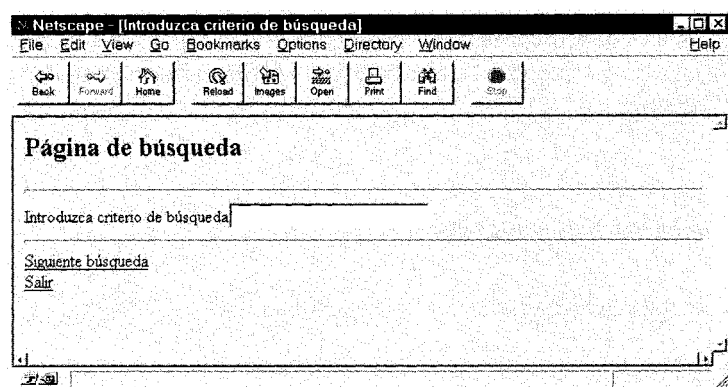 Netscape - [Introduzca criterio de búsqueda]
File Edit View Go Bookmarks Options Directory Window Help
Back Forward Home Reload Images Open Print Find Stop
Página de búsqueda
Introduzca criterio de búsqueda
Siguiente búsqueda
Salir